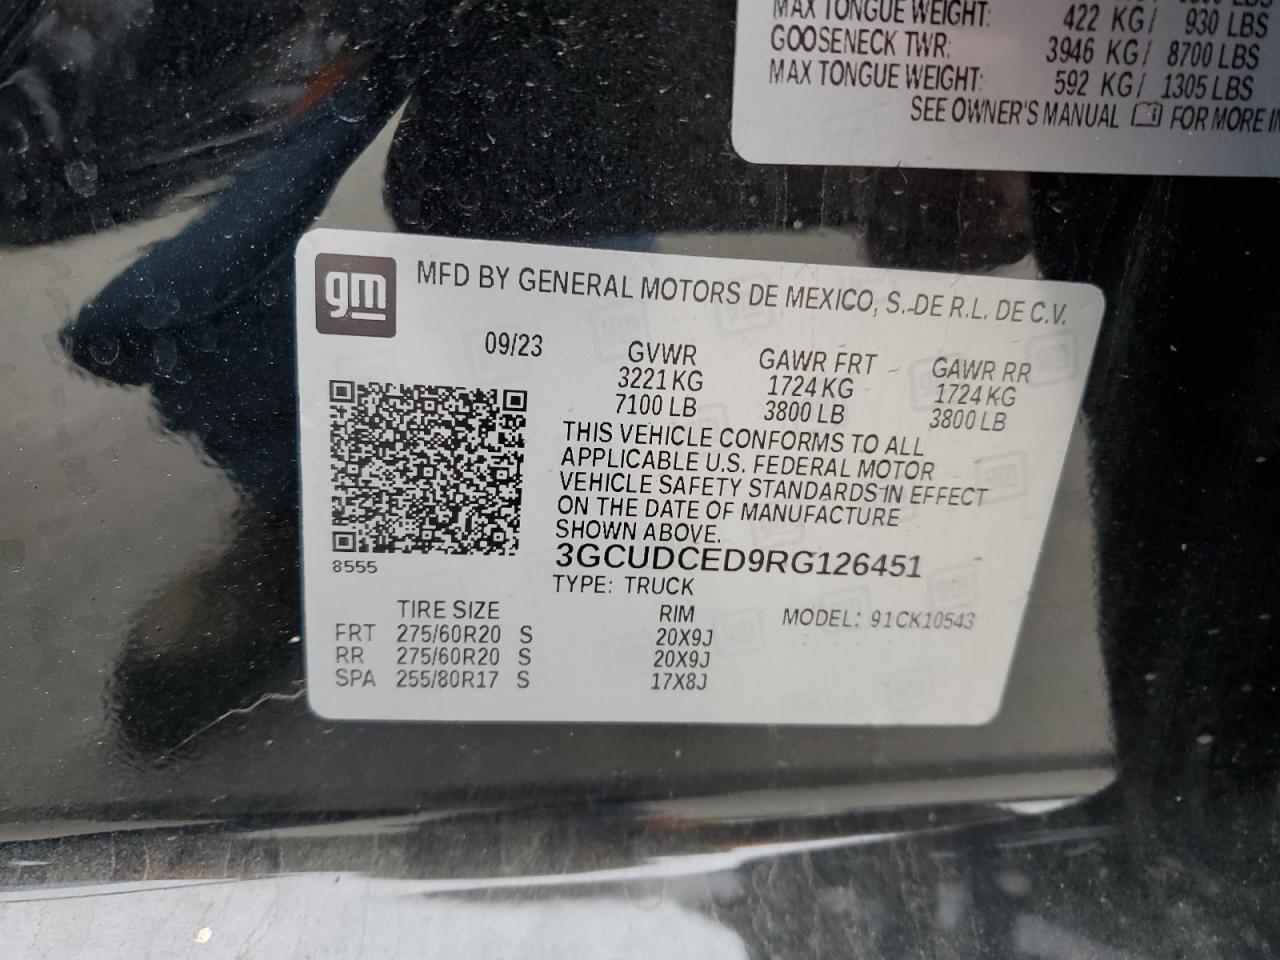 MAX TONGUE WEIGHT: 422 KG/ 930 LBS
GOOSENECK TWR: 3946 KG/ 8700 LBS
MAX TONGUE WEIGHT: 592 KG/ 1305 LBS
SEE OWNER'S MANUAL FOR MORE
gm
MFD BY GENERAL MOTORS DE MEXICO, S. DE R.L. DE C.V.
09/23 GVWR GAWR FRT GAWR RR
3221 KG 1724 KG 1724 KG
7100 LB 3800 LB 3800 LB
THIS VEHICLE CONFORMS TO ALL
APPLICABLE U.S. FEDERAL MOTOR
VEHICLE SAFETY STANDARDS IN EFFECT
ON THE DATE OF MANUFACTURE
SHOWN ABOVE.
3GCUDCED9RG126451
8555
TYPE: TRUCK
TIRE SIZE RIM MODEL: 91CK10543
FRT 275/60R20 S 20X9J
RR 275/60R20 S 20X9J
SPA 255/80R17 S 17X8J